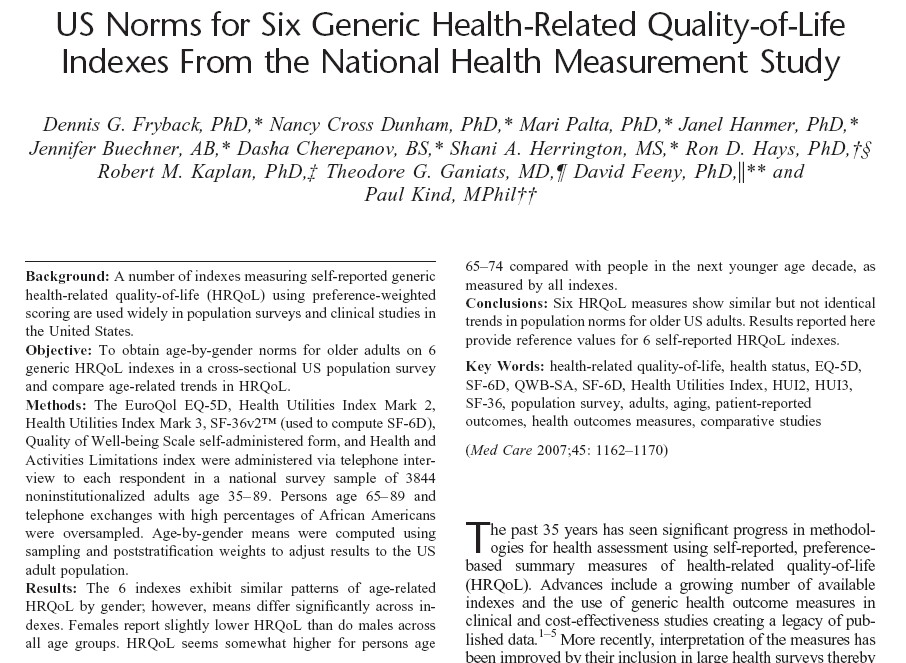 US Norms for Six Generic Health-Related Quality-of-Life
Indexes From the National Health Measurement Study
Dennis G. Fryback, PhD,* Nancy Cross Dunham, PhD,* Mari Palta, PhD,* Janel Hanmer, PhD,*
Jennifer Buechner, AB,* Dasha Cherepanov, BS,* Shani A. Herrington, MS,* Ron D. Hays, PhD,†§
Robert M. Kaplan, PhD,‡ Theodore G. Ganiats, MD,¶ David Feeny, PhD,‖** and
Paul Kind, MPhil††
Background: A number of indexes measuring self-reported generic
health-related quality-of-life (HRQoL) using preference-weighted
scoring are used widely in population surveys and clinical studies in
the United States.
Objective: To obtain age-by-gender norms for older adults on 6
generic HRQoL indexes in a cross-sectional US population survey
and compare age-related trends in HRQoL.
Methods: The EuroQol EQ-5D, Health Utilities Index Mark 2,
Health Utilities Index Mark 3, SF-36v2™ (used to compute SF-6D),
Quality of Well-being Scale self-administered form, and Health and
Activities Limitations index were administered via telephone inter-
view to each respondent in a national survey sample of 3844
noninstitutionalized adults age 35–89. Persons age 65–89 and
telephone exchanges with high percentages of African Americans
were oversampled. Age-by-gender means were computed using
sampling and poststratification weights to adjust results to the US
adult population.
Results: The 6 indexes exhibit similar patterns of age-related
HRQoL by gender; however, means differ significantly across in-
dexes. Females report slightly lower HRQoL than do males across
all age groups. HRQoL seems somewhat higher for persons age
65–74 compared with people in the next younger age decade, as
measured by all indexes.
Conclusions: Six HRQoL measures show similar but not identical
trends in population norms for older US adults. Results reported here
provide reference values for 6 self-reported HRQoL indexes.
Key Words: health-related quality-of-life, health status, EQ-5D,
SF-6D, QWB-SA, SF-6D, Health Utilities Index, HUI2, HUI3,
SF-36, population survey, adults, aging, patient-reported
outcomes, health outcomes measures, comparative studies
(Med Care 2007;45: 1162–1170)
The past 35 years has seen significant progress in methodol-
ogies for health assessment using self-reported, preference-
based summary measures of health-related quality-of-life
(HRQoL). Advances include a growing number of available
indexes and the use of generic health outcome measures in
clinical and cost-effectiveness studies creating a legacy of pub-
lished data.1–5 More recently, interpretation of the measures has
been improved by their inclusion in large health surveys thereby